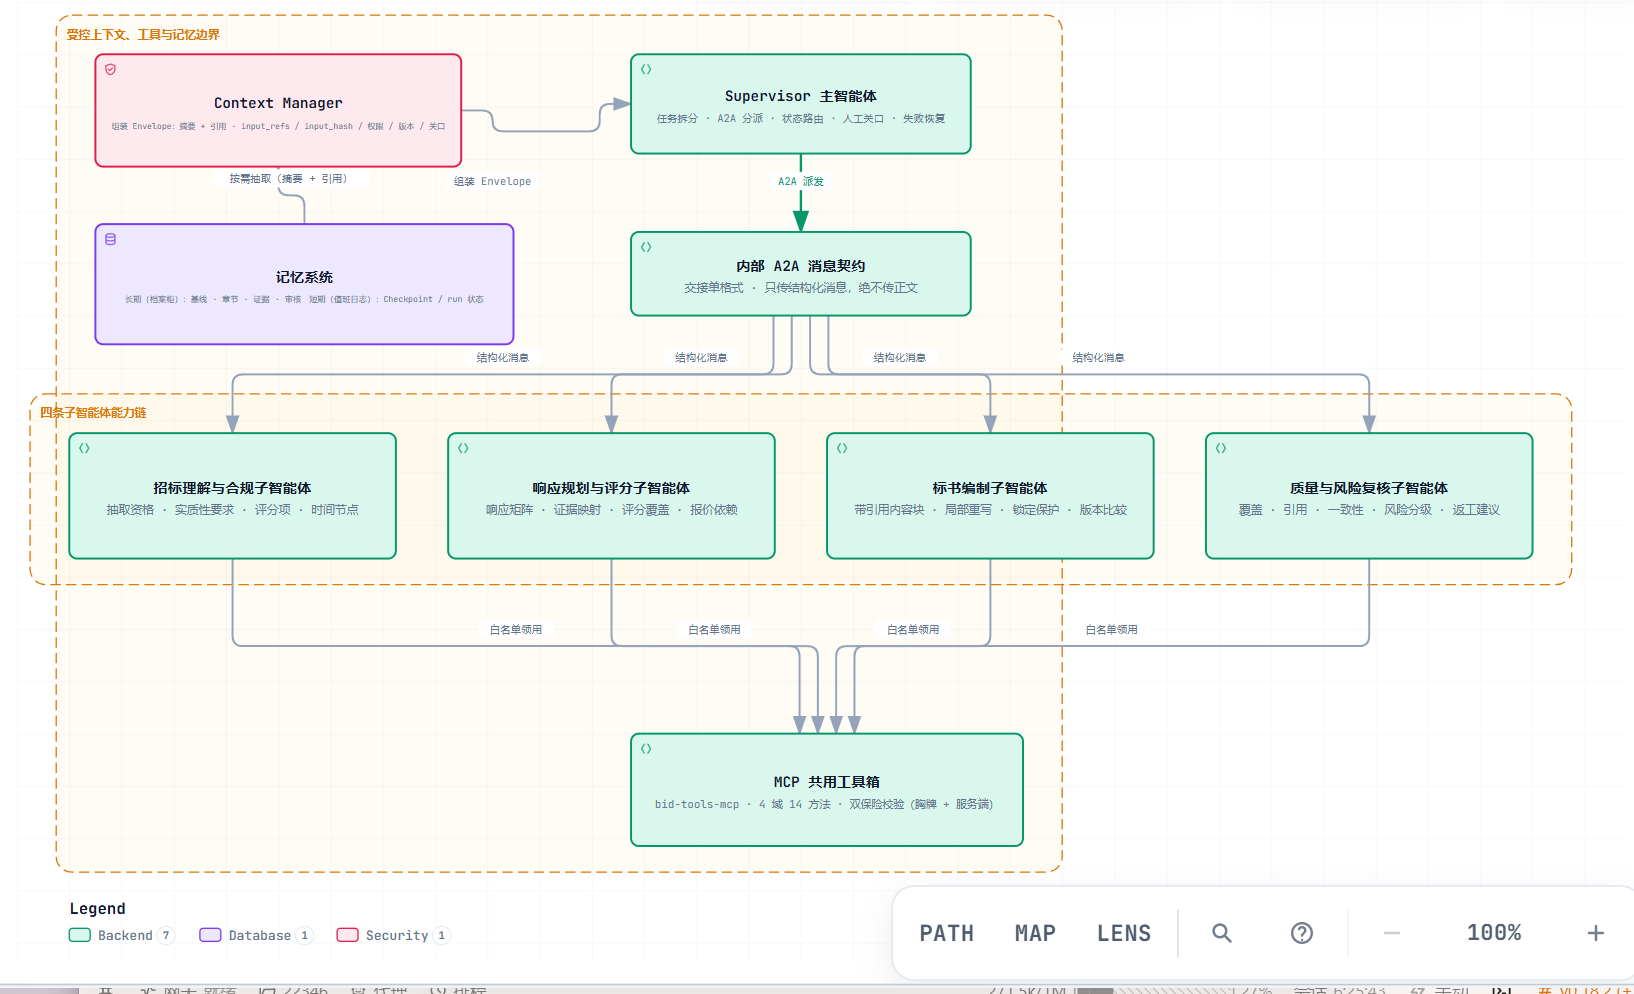 受控上下文、工具与记忆边界
Context Manager
组装 Envelope: 摘要 + 引用 · input_refs / input_hash / 权限 / 版本 / 关口
Supervisor 主智能体
任务拆分 · A2A 分派 · 状态路由 · 人工关口 · 失败恢复
按需抽取（摘要 + 引用）
组装 Envelope
A2A 派发
记忆系统
长期（档案柜）: 基线 · 章节 · 证据 · 审核 短期（值班日志）: Checkpoint / run 状态
内部 A2A 消息契约
交接单格式 · 只传结构化消息，绝不传正文
结构化消息
结构化消息
结构化消息
结构化消息
四条子智能体能力链
招标理解与合规子智能体
抽取资格 · 实质性要求 · 评分项 · 时间节点
响应规划与评分子智能体
响应矩阵 · 证据映射 · 评分覆盖 · 报价依赖
标书编制子智能体
带引用内容块 · 局部重写 · 锁定保护 · 版本比较
质量与风险复核子智能体
覆盖 · 引用 · 一致性 · 风险分级 · 返工建议
白名单领用
白名单领用
白名单领用
白名单领用
MCP 共用工具箱
bid-tools-mcp · 4 域 14 方法 · 双保险校验（胸牌 + 服务端）
Legend
Backend 7
Database 1
Security 1
PATH
MAP
LENS
100%